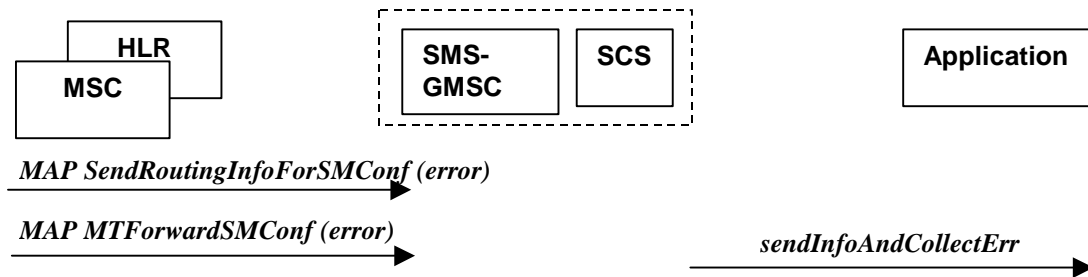 HLR
MSC
SMS-
GMSC
SCS
Application
MAP SendRoutingInfoForSMConf (error)
MAP MTForwardSMConf (error)
sendInfoAndCollectErr